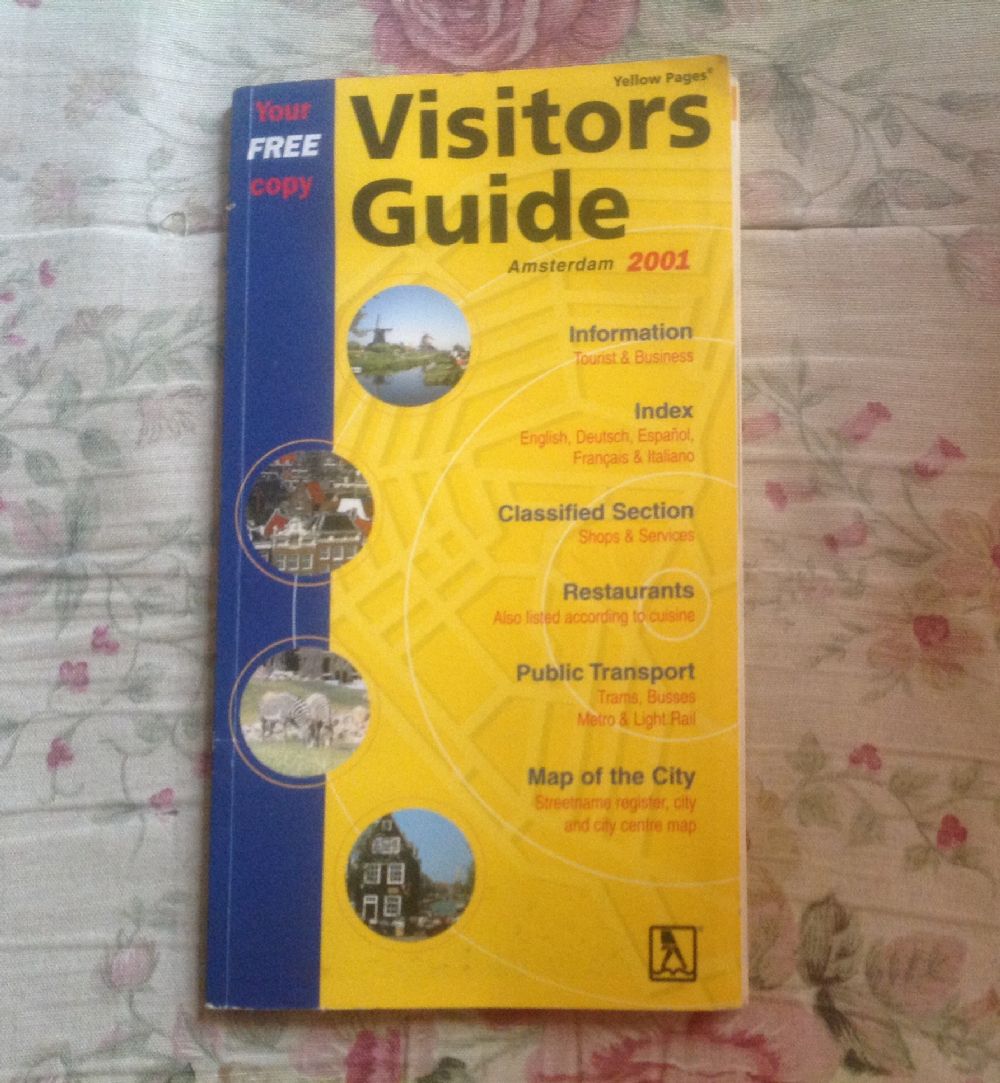 Your
FREE
copy
Yellow Pages®
Visitors
Guide
Amsterdam 2001
Information
Tourist & Business
Index
English, Deutsch, Español,
Français & Italiano
Classified Section
Shops & Services
Restaurants
Also listed according to cuisine
Public Transport
Trams, Busses
Metro & Light Rail
Map of the City
Streetname register, city
and city centre map